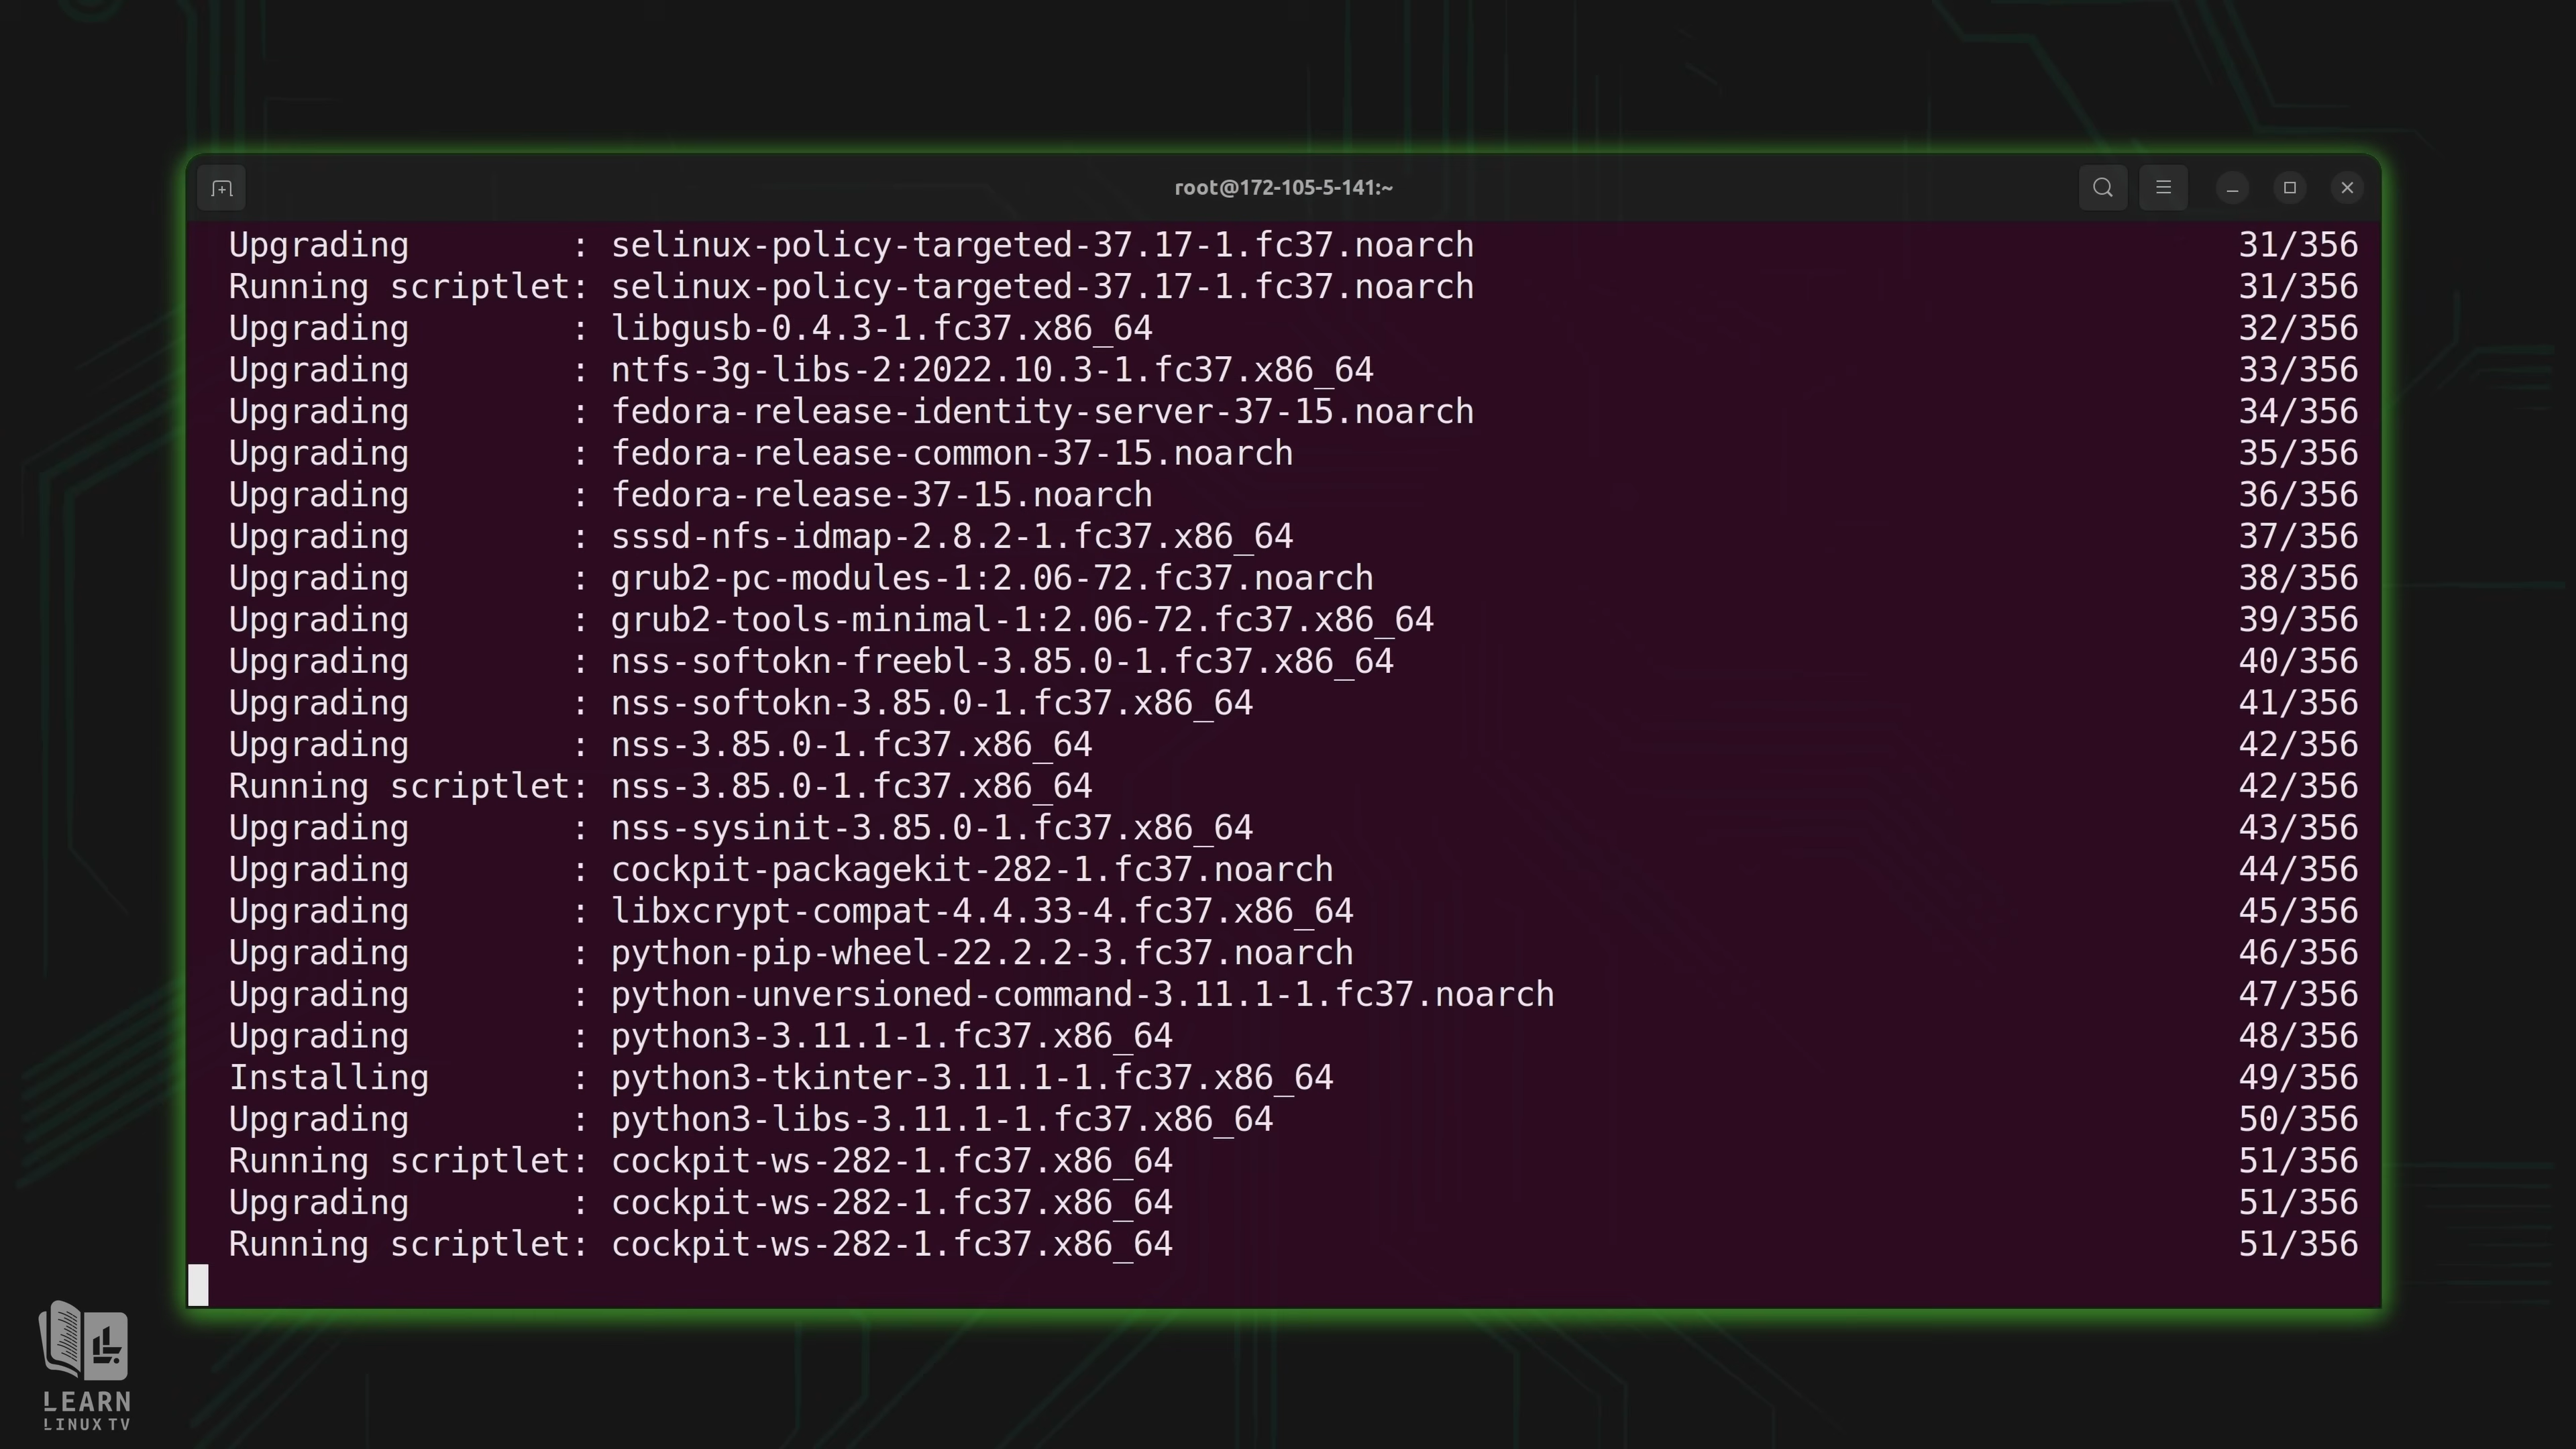 root@172-105-5-141:~
Upgrading : selinux-policy-targeted-37.17-1.fc37.noarch 31/356
Running scriptlet: selinux-policy-targeted-37.17-1.fc37.noarch 31/356
Upgrading : libgusb-0.4.3-1.fc37.x86_64 32/356
Upgrading : ntfs-3g-libs-2:2022.10.3-1.fc37.x86_64 33/356
Upgrading : fedora-release-identity-server-37-15.noarch 34/356
Upgrading : fedora-release-common-37-15.noarch 35/356
Upgrading : fedora-release-37-15.noarch 36/356
Upgrading : sssd-nfs-idmap-2.8.2-1.fc37.x86_64 37/356
Upgrading : grub2-pc-modules-1:2.06-72.fc37.noarch 38/356
Upgrading : grub2-tools-minimal-1:2.06-72.fc37.x86_64 39/356
Upgrading : nss-softokn-freebl-3.85.0-1.fc37.x86_64 40/356
Upgrading : nss-softokn-3.85.0-1.fc37.x86_64 41/356
Upgrading : nss-3.85.0-1.fc37.x86_64 42/356
Running scriptlet: nss-3.85.0-1.fc37.x86_64 42/356
Upgrading : nss-sysinit-3.85.0-1.fc37.x86_64 43/356
Upgrading : cockpit-packagekit-282-1.fc37.noarch 44/356
Upgrading : libxcrypt-compat-4.4.33-4.fc37.x86_64 45/356
Upgrading : python-pip-wheel-22.2.2-3.fc37.noarch 46/356
Upgrading : python-unversioned-command-3.11.1-1.fc37.noarch 47/356
Upgrading : python3-3.11.1-1.fc37.x86_64 48/356
Installing : python3-tkinter-3.11.1-1.fc37.x86_64 49/356
Upgrading : python3-libs-3.11.1-1.fc37.x86_64 50/356
Running scriptlet: cockpit-ws-282-1.fc37.x86_64 51/356
Upgrading : cockpit-ws-282-1.fc37.x86_64 51/356
Running scriptlet: cockpit-ws-282-1.fc37.x86_64 51/356
LEARN
LINUX TV